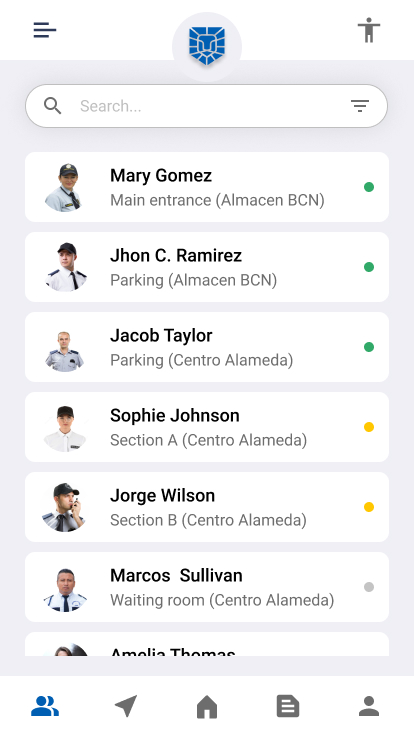 Search...
Mary Gomez
Main entrance (Almacen BCN)
Jhon C. Ramirez
Parking (Almacen BCN)
Jacob Taylor
Parking (Centro Alameda)
Sophie Johnson
Section A (Centro Alameda)
Jorge Wilson
Section B (Centro Alameda)
Marcos  Sullivan
Waiting room (Centro Alameda)
Amelia Thomas